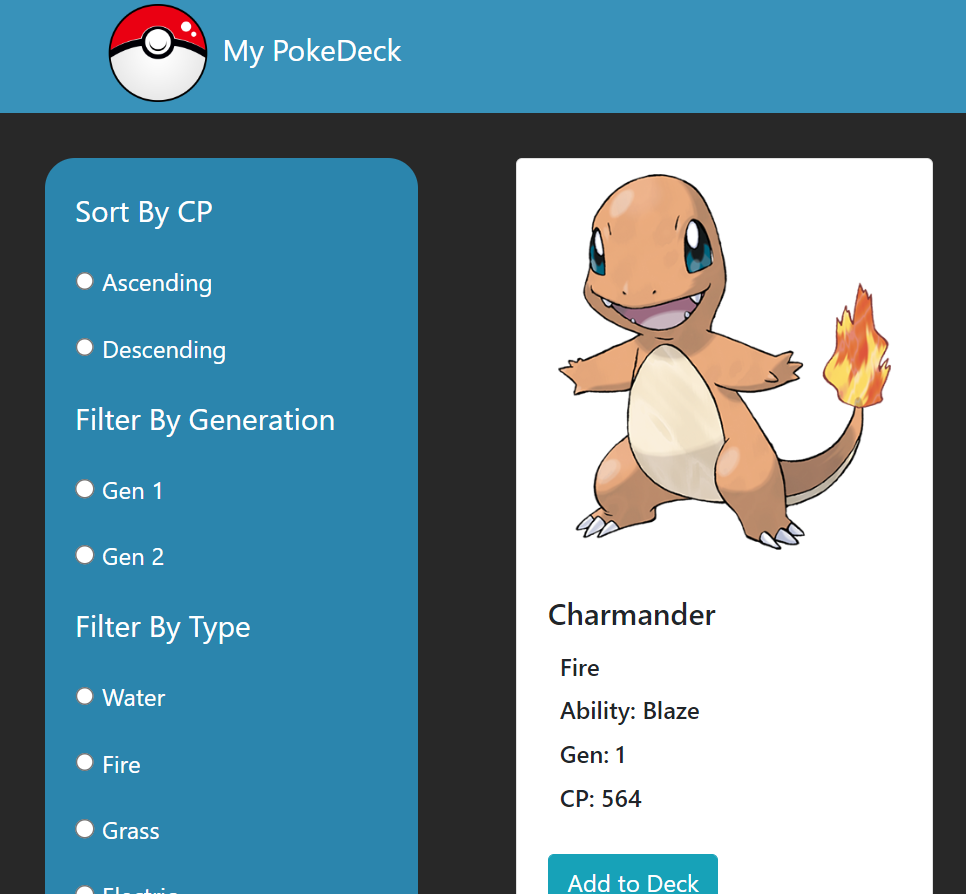 My PokeDeck
Sort By CP
Ascending
Descending
Filter By Generation
Gen 1
Gen 2
Filter By Type
Water
Fire
Grass
Electric
Charmander
Fire
Ability: Blaze
Gen: 1
CP: 564
Add to Deck